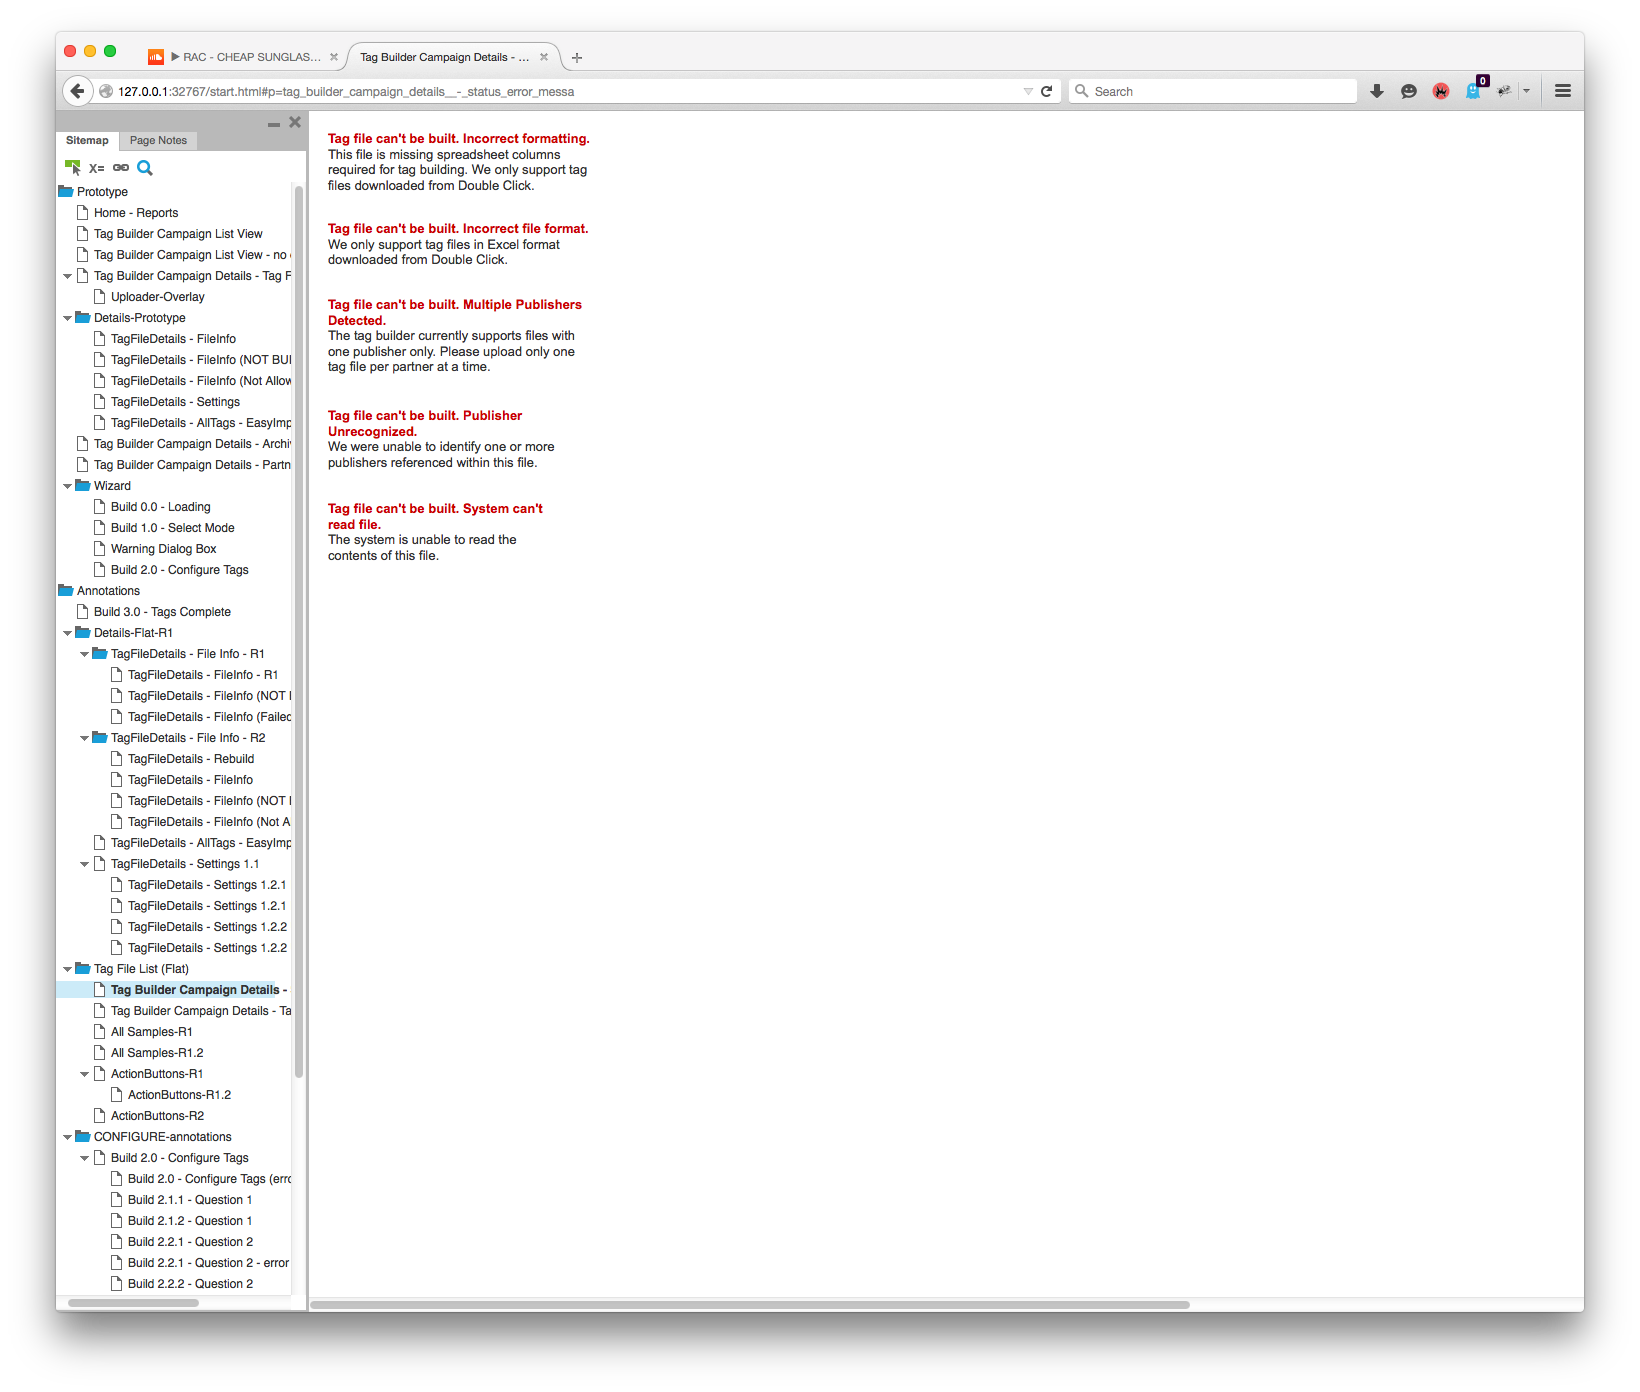 ▶ RAC - CHEAP SUNGLAS...
Tag Builder Campaign Details - ...
127.0.0.1:32767/start.html#p=tag_builder_campaign_details__-_status_error_messa
Search
0
Sitemap
Page Notes
X=
Prototype
Home - Reports
Tag Builder Campaign List View
Tag Builder Campaign List View - no
Tag Builder Campaign Details - Tag F
Uploader-Overlay
Details-Prototype
TagFileDetails - FileInfo
TagFileDetails - FileInfo (NOT BUI
TagFileDetails - FileInfo (Not Allow
TagFileDetails - Settings
TagFileDetails - AllTags - EasyImp
Tag Builder Campaign Details - Archi
Tag Builder Campaign Details - Partn
Wizard
Build 0.0 - Loading
Build 1.0 - Select Mode
Warning Dialog Box
Build 2.0 - Configure Tags
Annotations
Build 3.0 - Tags Complete
Details-Flat-R1
TagFileDetails - File Info - R1
TagFileDetails - FileInfo - R1
TagFileDetails - FileInfo (NOT
TagFileDetails - FileInfo (Failed
TagFileDetails - File Info - R2
TagFileDetails - Rebuild
TagFileDetails - FileInfo
TagFileDetails - FileInfo (NOT
TagFileDetails - FileInfo (Not A
TagFileDetails - AllTags - EasyImp
TagFileDetails - Settings 1.1
TagFileDetails - Settings 1.2.1
TagFileDetails - Settings 1.2.1
TagFileDetails - Settings 1.2.2
TagFileDetails - Settings 1.2.2
Tag File List (Flat)
Tag Builder Campaign Details -
Tag Builder Campaign Details - Ta
All Samples-R1
All Samples-R1.2
ActionButtons-R1
ActionButtons-R1.2
ActionButtons-R2
CONFIGURE-annotations
Build 2.0 - Configure Tags
Build 2.0 - Configure Tags (erro
Build 2.1.1 - Question 1
Build 2.1.2 - Question 1
Build 2.2.1 - Question 2
Build 2.2.1 - Question 2 - error
Build 2.2.2 - Question 2
Tag file can't be built. Incorrect formatting.
This file is missing spreadsheet columns
required for tag building. We only support tag
files downloaded from Double Click.
Tag file can't be built. Incorrect file format.
We only support tag files in Excel format
downloaded from Double Click.
Tag file can't be built. Multiple Publishers
Detected.
The tag builder currently supports files with
one publisher only. Please upload only one
tag file per partner at a time.
Tag file can't be built. Publisher
Unrecognized.
We were unable to identify one or more
publishers referenced within this file.
Tag file can't be built. System can't
read file.
The system is unable to read the
contents of this file.